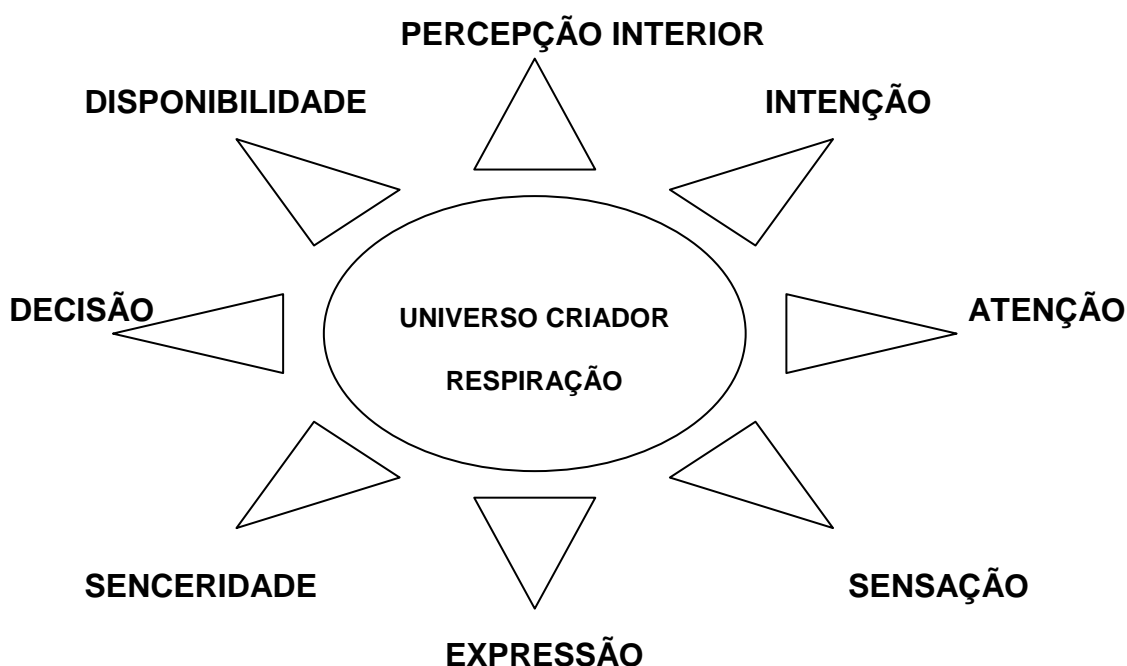 PERCEPÇÃO INTERIOR
DISPONIBILIDADE
INTENÇÃO
DECISÃO
ATENÇÃO
UNIVERSO CRIADOR
RESPIRAÇÃO
SENCERIDADE
SENSAÇÃO
EXPRESSÃO